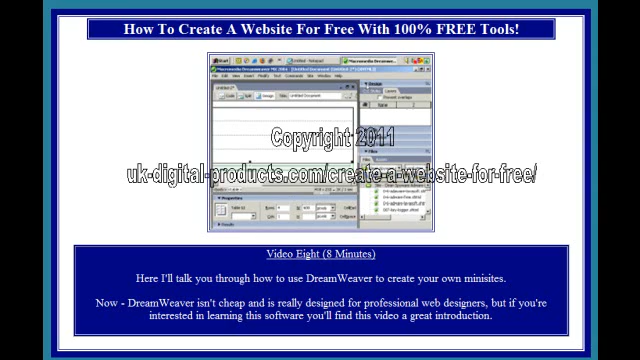 How To Create A Website For Free With 100% FREE Tools!
Copyright 2011
uk-digital-products.com/create-a-website-for-free/
Properties
Video Eight (8 Minutes)
Here I'll talk you through how to use DreamWeaver to create your own minisites.
Now - DreamWeaver isn't cheap and is really designed for professional web designers, but if you're
interested in learning this software you'll find this video a great introduction.